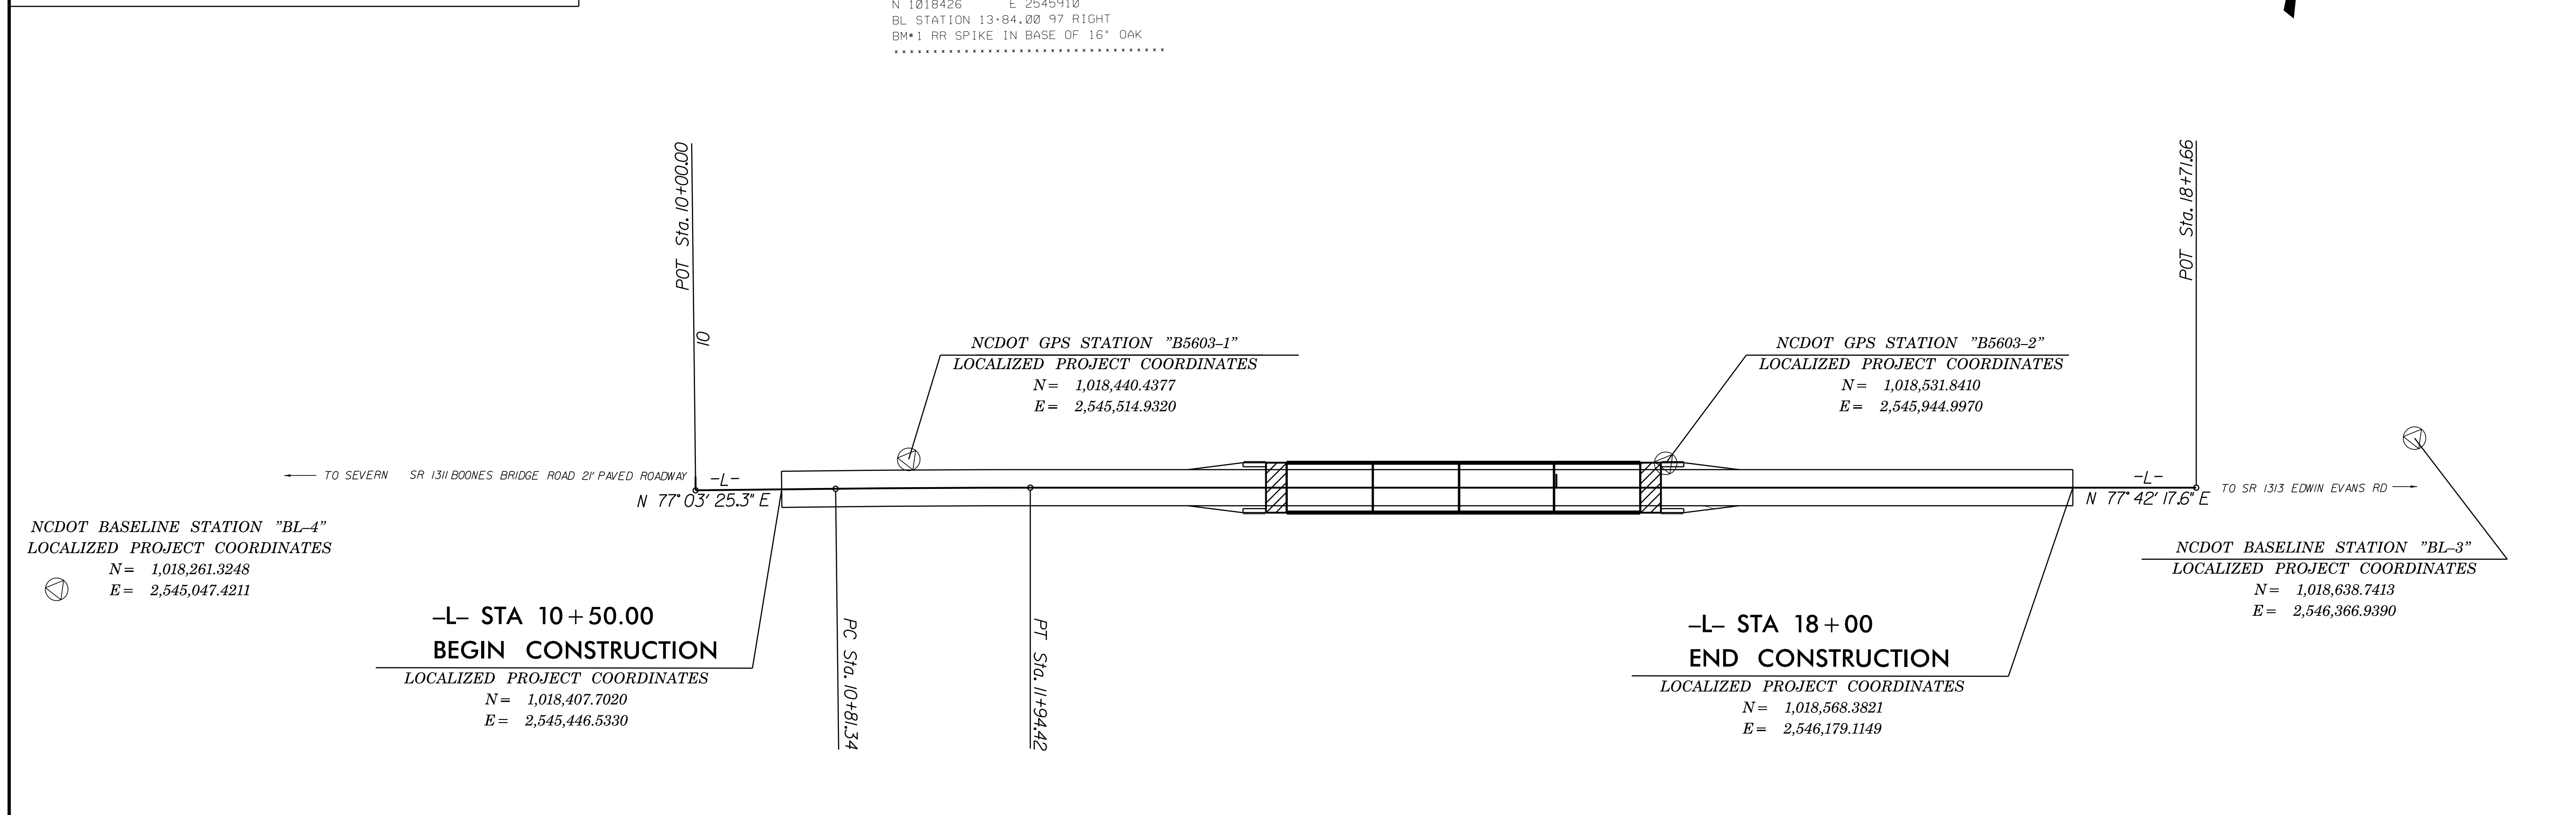 N 1018426 E 2545910
BL STATION 13+84.00 97 RIGHT
BM#1 RR SPIKE IN BASE OF 16" OAK
POT Sta. 10+00.00
10
POT Sta. 18+71.66
NCDOT GPS STATION "B5603–1"
LOCALIZED PROJECT COORDINATES
N = 1,018,440.4377
E = 2,545,514.9320
NCDOT GPS STATION "B5603–2"
LOCALIZED PROJECT COORDINATES
N = 1,018,531.8410
E = 2,545,944.9970
TO SEVERN SR 1311 BOONES BRIDGE ROAD 21' PAVED ROADWAY
-L-
N 77° 03' 25.3" E
-L-
N 77° 42' 17.6" E
TO SR 1313 EDWIN EVANS RD
NCDOT BASELINE STATION "BL–4"
LOCALIZED PROJECT COORDINATES
N = 1,018,261.3248
E = 2,545,047.4211
–L– STA 10+50.00
BEGIN CONSTRUCTION
LOCALIZED PROJECT COORDINATES
N = 1,018,407.7020
E = 2,545,446.5330
PC Sta. 10+81.34
PT Sta. 11+94.42
–L– STA 18+00
END CONSTRUCTION
LOCALIZED PROJECT COORDINATES
N = 1,018,568.3821
E = 2,546,179.1149
NCDOT BASELINE STATION "BL–3"
LOCALIZED PROJECT COORDINATES
N = 1,018,638.7413
E = 2,546,366.9390